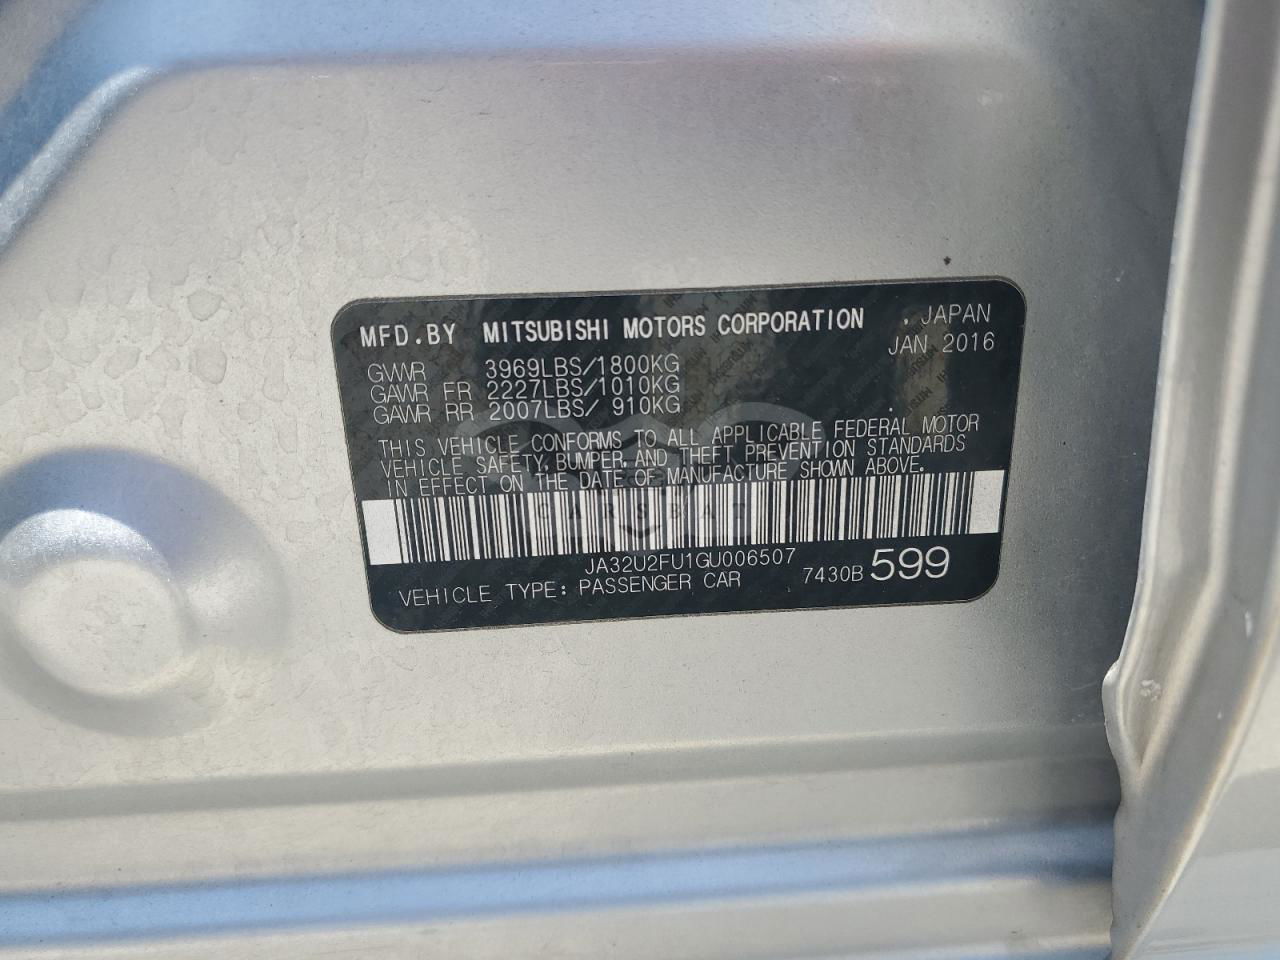 MFD.BY MITSUBISHI MOTORS CORPORATION , JAPAN
JAN 2016
GVWR 3969LBS/1800KG
GAWR FR 2227LBS/1010KG
GAWR RR 2007LBS/ 910KG
THIS VEHICLE CONFORMS TO ALL APPLICABLE FEDERAL MOTOR
VEHICLE SAFETY, BUMPER, AND THEFT PREVENTION STANDARDS
IN EFFECT ON THE DATE OF MANUFACTURE SHOWN ABOVE.
CARSBAT
JA32U2FU1GU006507
VEHICLE TYPE: PASSENGER CAR 7430B 599